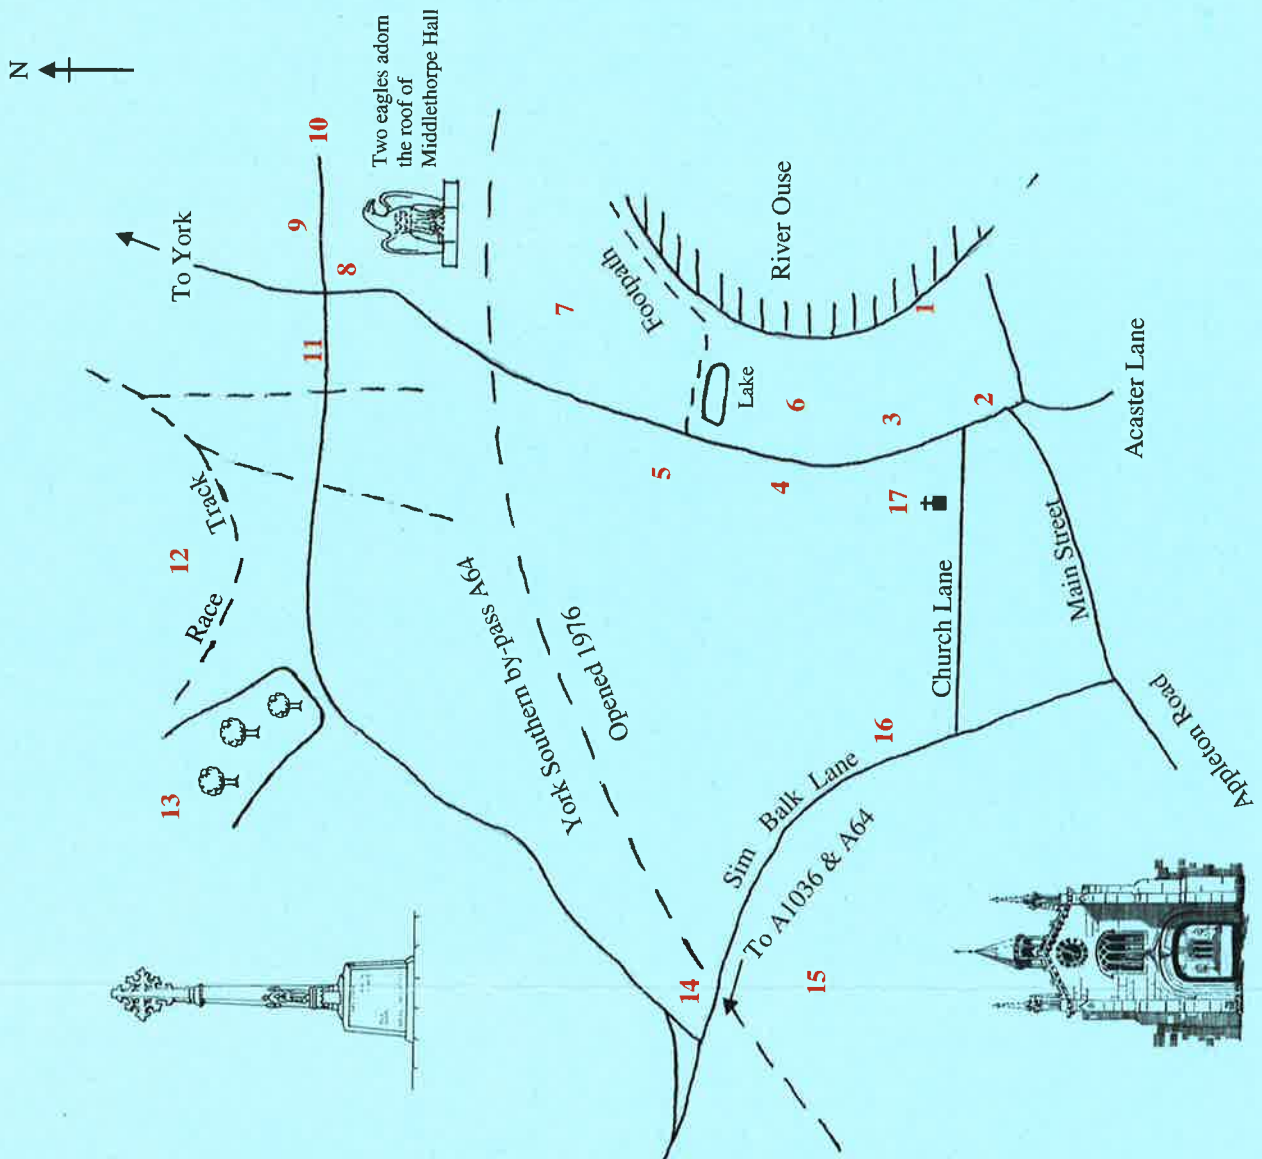 N
To York
10
9
8
Two eagles adorn
the roof of
Middlethorpe Hall
11
Track
12
Race
13
7
Footpath
River Ouse
Lake
6
5
4
3
1
2
York Southern by-pass A64
Opened 1976
17
Church Lane
Main Street
Acaster Lane
16
Sim Balk Lane
Appleton Road
14
To A1036 & A64
15